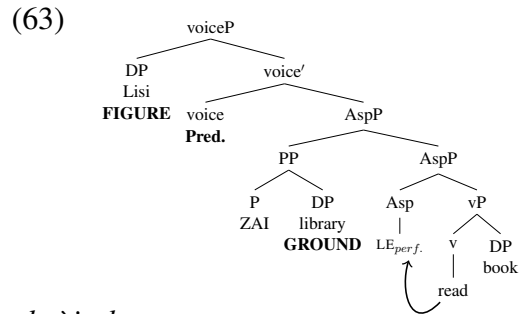 (63)
voiceP
DP voice′
Lisi
FIGURE voice AspP
Pred.
PP AspP
P DP Asp vP
ZAI library LE_perf. v DP
GROUND book
read